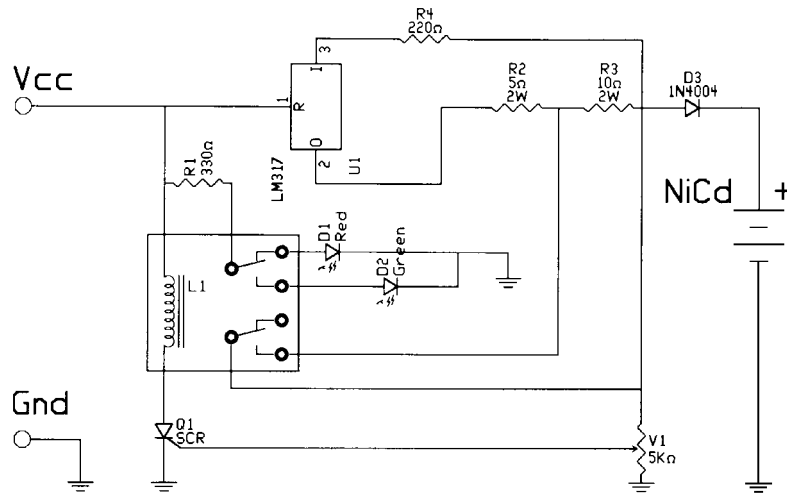 R4
220Ω
3
I
Vcc
1
R
O
2
U1
LM317
R2
5Ω
2W
R3
10Ω
2W
D3
1N4004
R1
330Ω
NiCd
+
D1
Red
D2
Green
L1
Gnd
Q1
SCR
V1
5KΩ